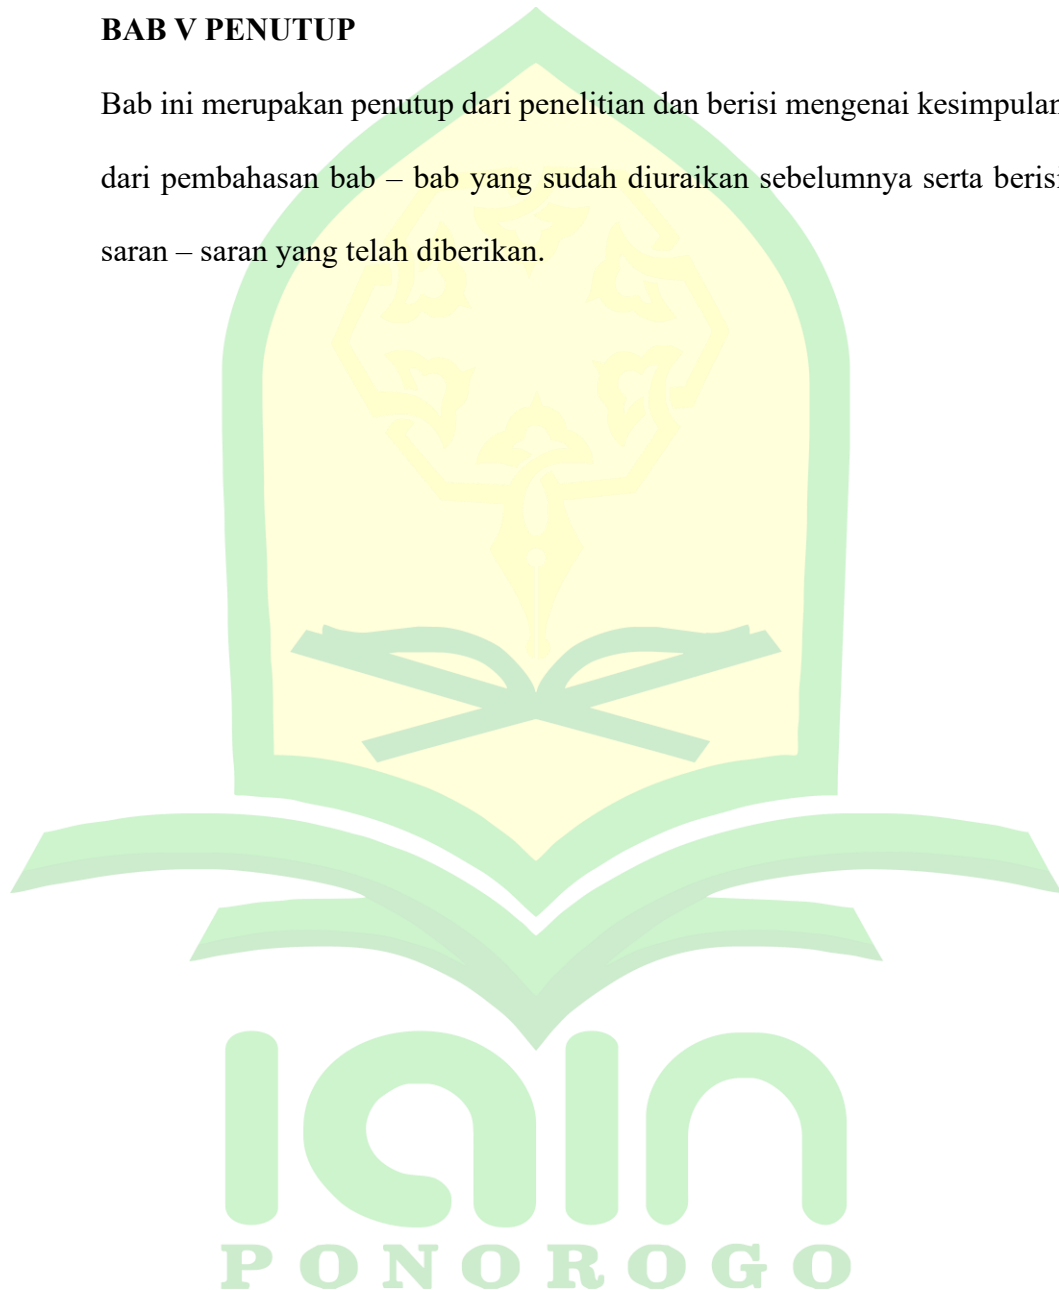 BAB V PENUTUP
Bab ini merupakan penutup dari penelitian dan berisi mengenai kesimpulan
dari pembahasan bab – bab yang sudah diuraikan sebelumnya serta berisi
saran – saran yang telah diberikan.
iain
PONOROGO